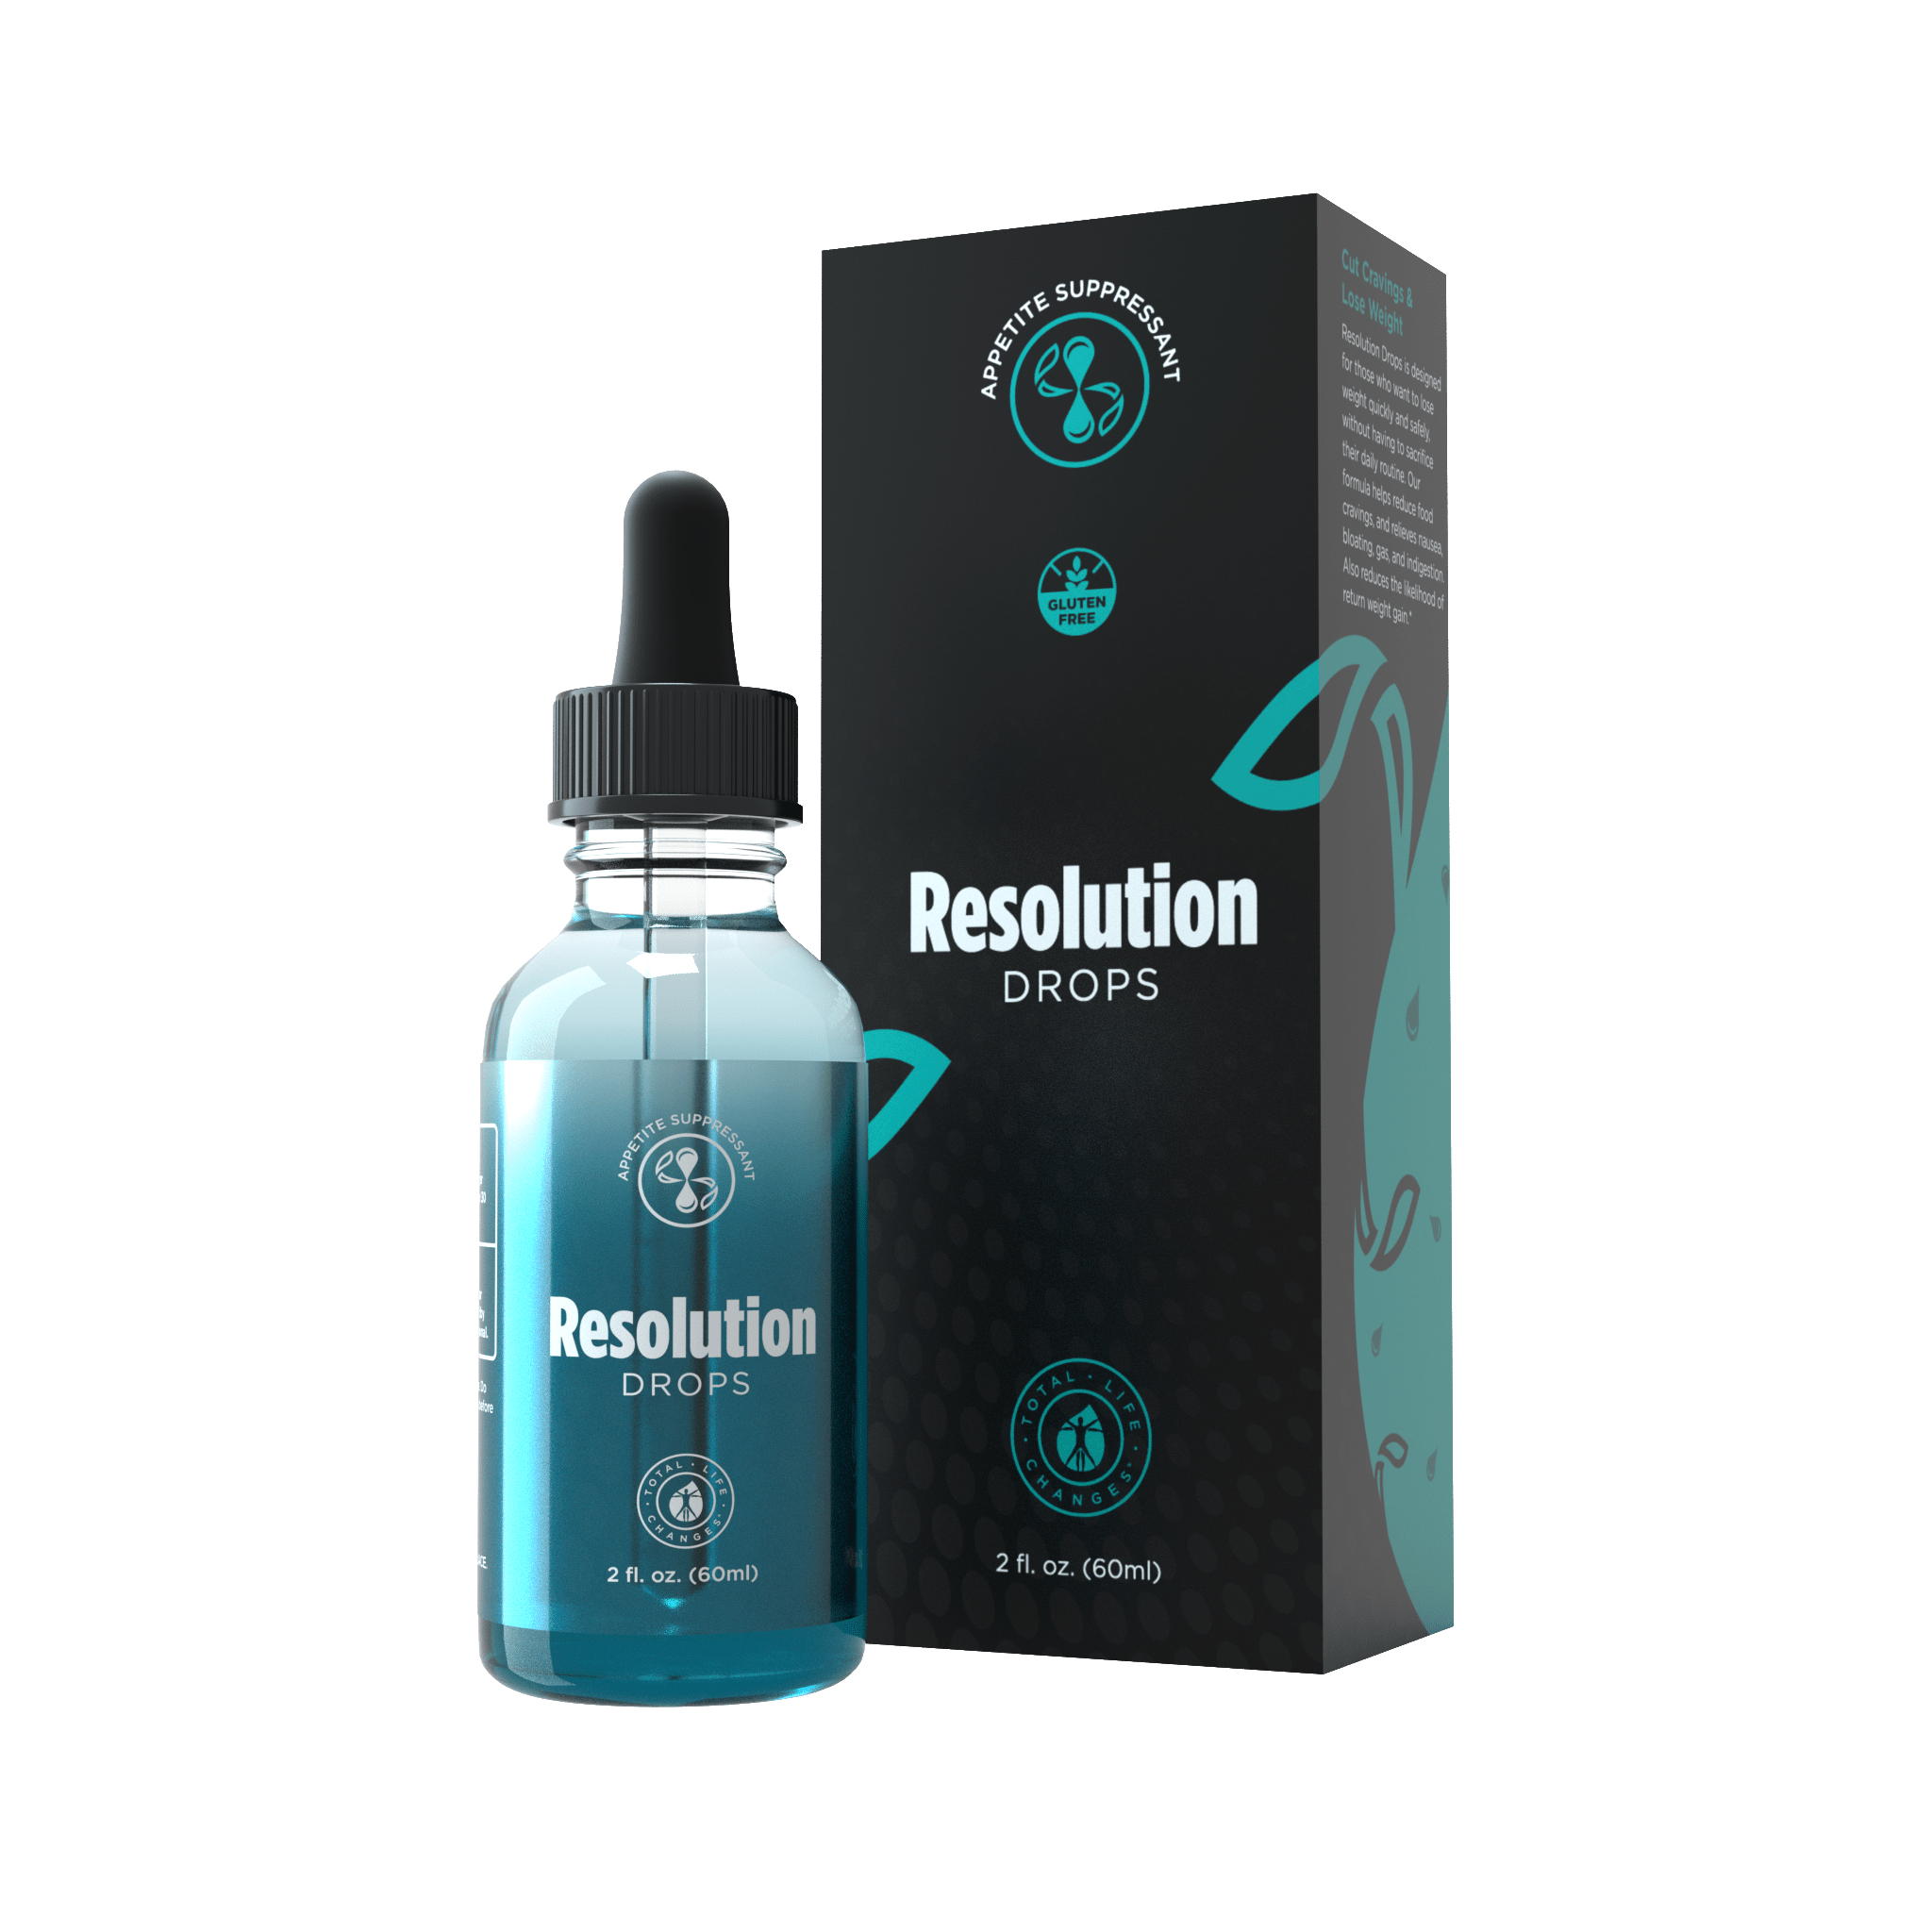 APPETITE SUPPRESSANT
GLUTEN
FREE
Resolution
DROPS
TOTAL · LIFE · CHANGES
2 fl. oz. (60ml)
Cut Cravings &
Lose Weight
Resolution Drops is designed
for those who want to lose
weight quickly and safely,
without having to sacrifice
their daily routine. Our
formula helps reduce food
cravings, and relieves nausea,
bloating, gas, and indigestion.
Also reduces the likelihood of
return weight gain.*
APPETITE SUPPRESSANT
Resolution
DROPS
TOTAL · LIFE · CHANGES
2 fl. oz. (60ml)
30
Do